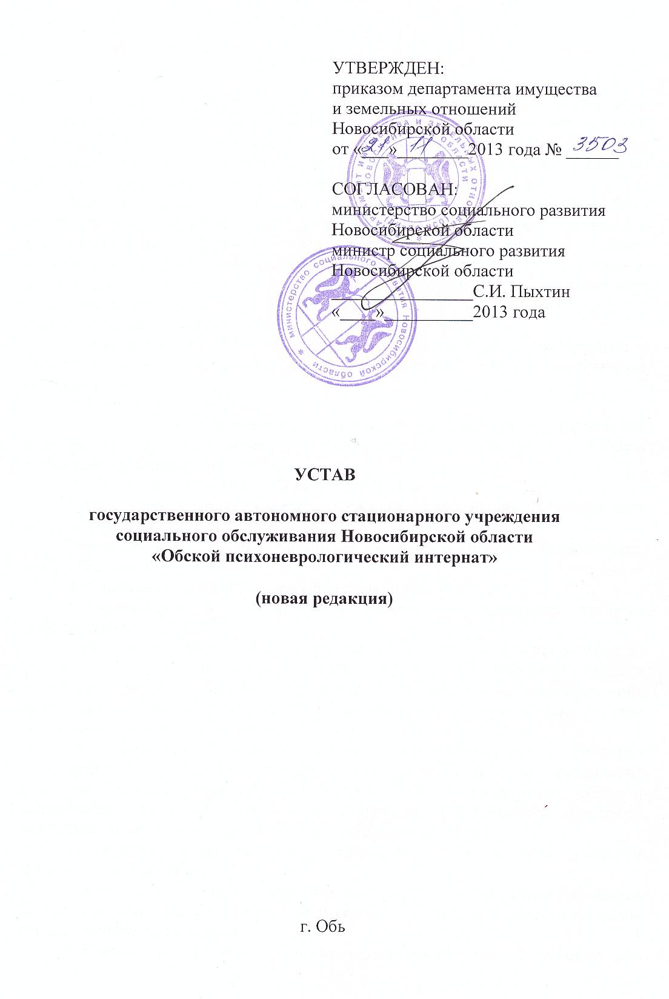 УТВЕРЖДЕН:
приказом департамента имущества
и земельных отношений
Новосибирской области
от «21» 11 2013 года № 3503
СОГЛАСОВАН:
министерство социального развития
Новосибирской области
министр социального развития
Новосибирской области
С.И. Пыхтин
«____»__________2013 года
министерство социального развития Новосибирской области
УСТАВ
государственного автономного стационарного учреждения
социального обслуживания Новосибирской области
«Обской психоневрологический интернат»
(новая редакция)
г. Обь